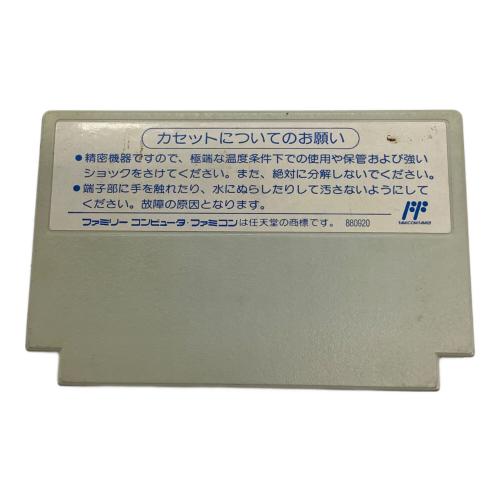 カセットについてのお願い
●精密機器ですので、極端な温度条件下での使用や保管および強い
ショックをさけてください。また、絶対に分解しないでください。
●端子部に手を触れたり、水にぬらしたりして汚さないようにして
ください。故障の原因となります。
ファミリーコンピュータ・ファミコンは任天堂の商標です。 880920